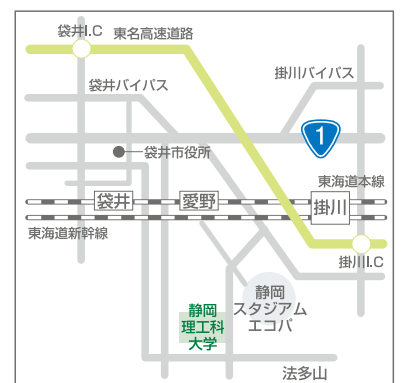 袋井I.C
東名高速道路
袋井バイパス
掛川バイパス
1
袋井市役所
東海道本線
袋井
愛野
掛川
東海道新幹線
掛川I.C
静岡
スタジアム
エコパ
静岡
理工科
大学
法多山